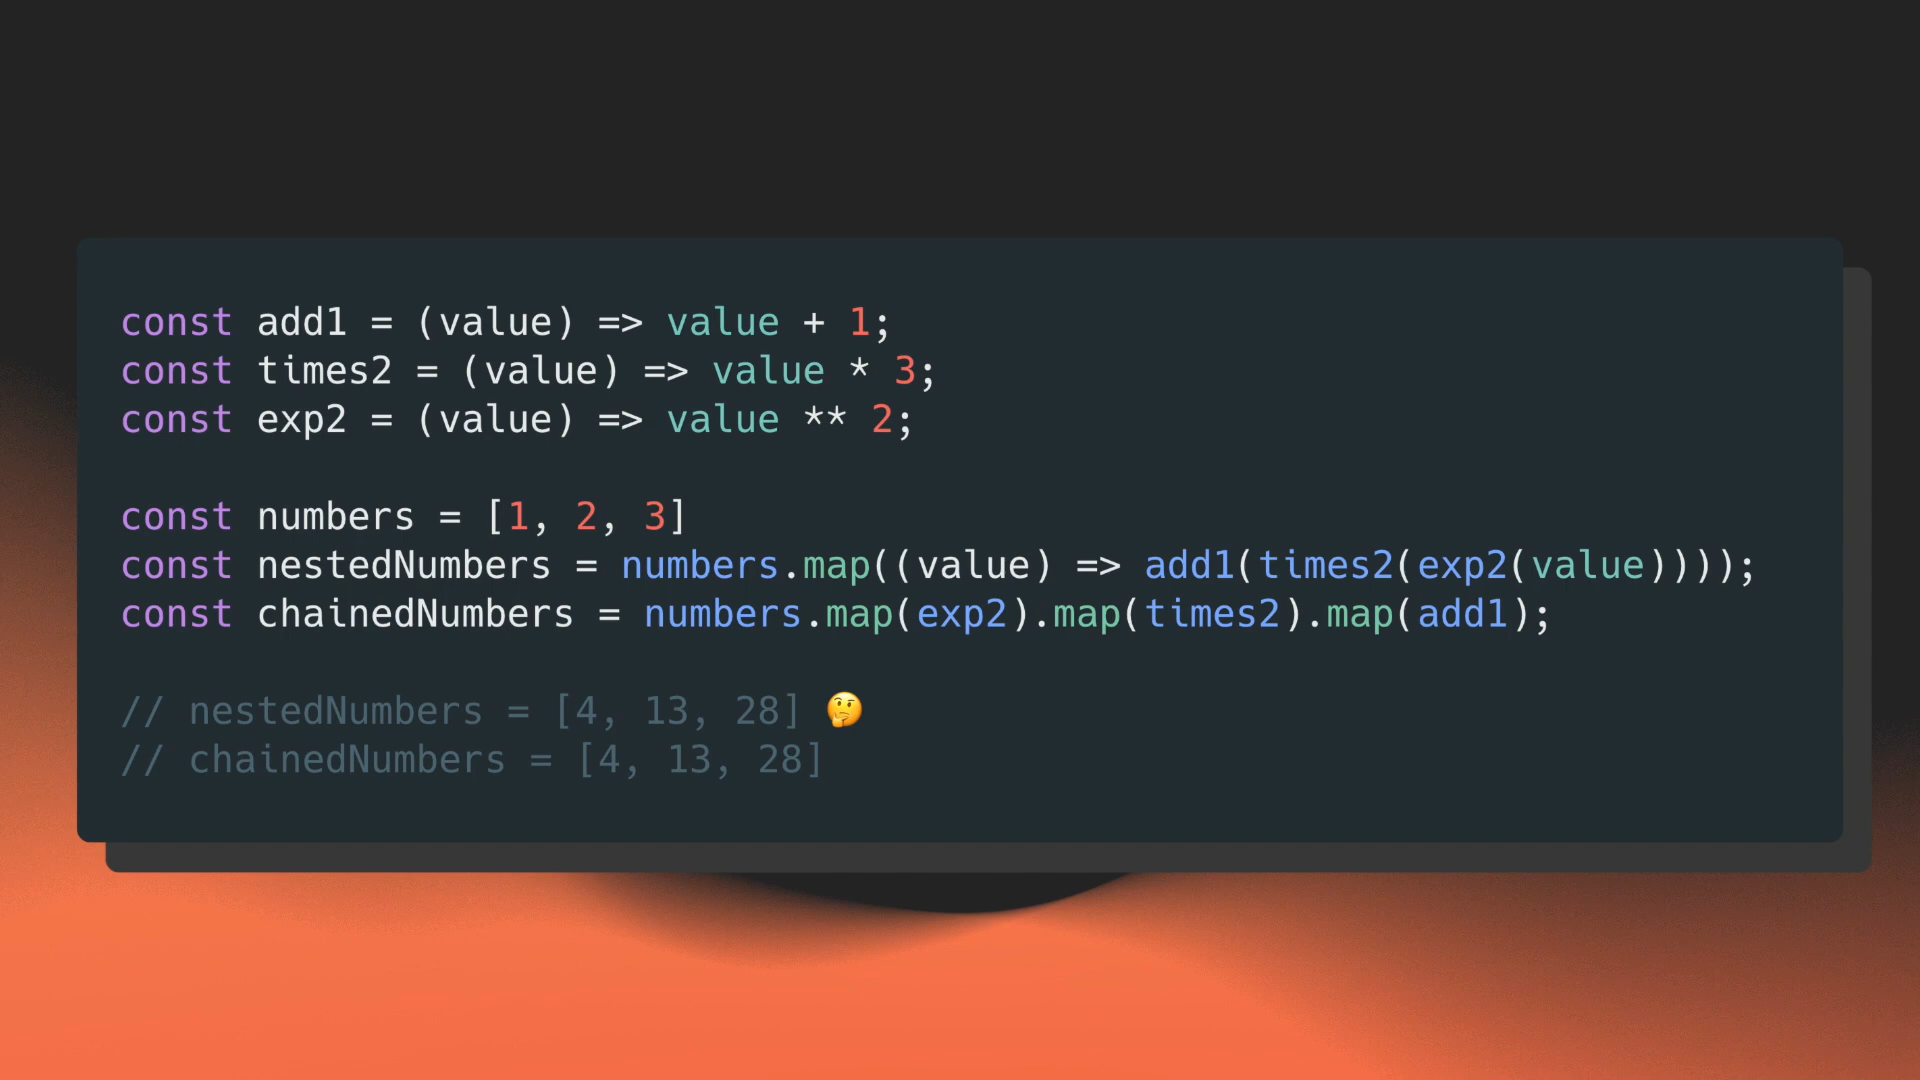 const add1 = (value) => value + 1;
const times2 = (value) => value * 3;
const exp2 = (value) => value ** 2;
const numbers = [1, 2, 3]
const nestedNumbers = numbers.map((value) => add1(times2(exp2(value))));
const chainedNumbers = numbers.map(exp2).map(times2).map(add1);
// nestedNumbers = [4, 13, 28] 🤔
// chainedNumbers = [4, 13, 28]